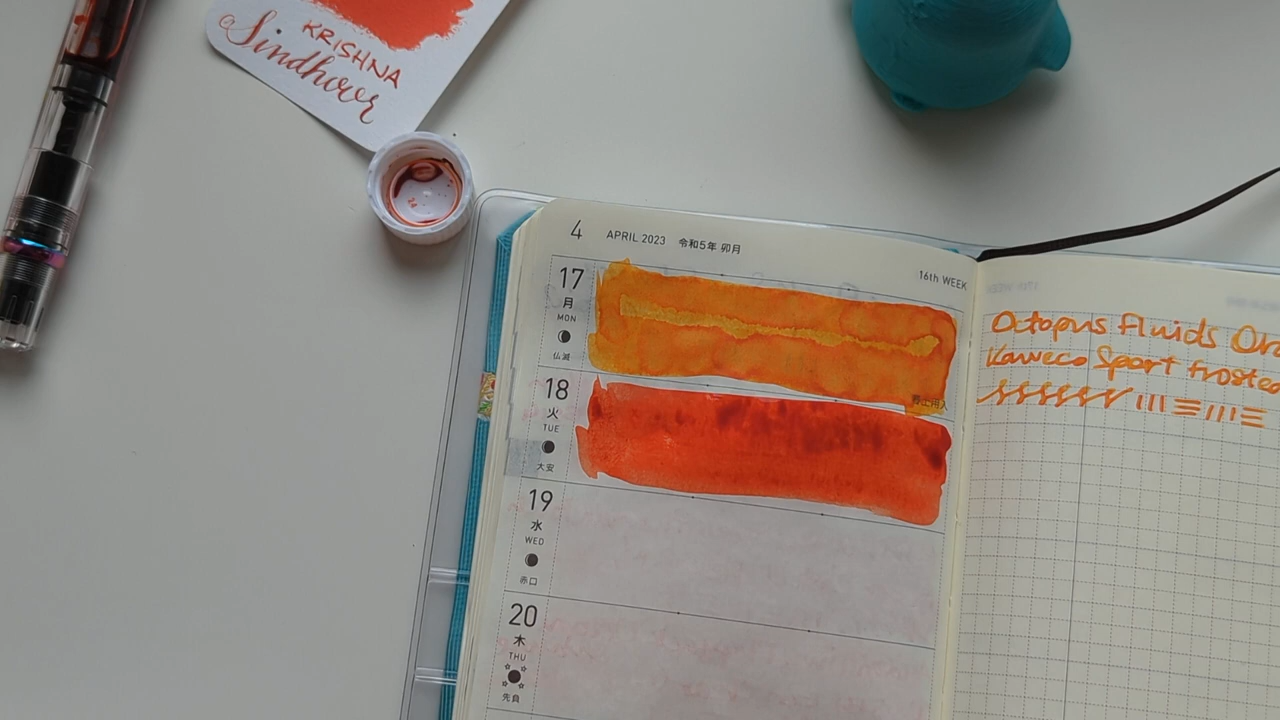 KRISHNA
Sindhoor
4 APRIL 2023 令和5年 卯月
16th WEEK
17
月
MON
仏滅
18
火
TUE
大安
19
水
WED
赤口
20
木
THU
先負
Octopus Fluids
Kaweco Sport frosted